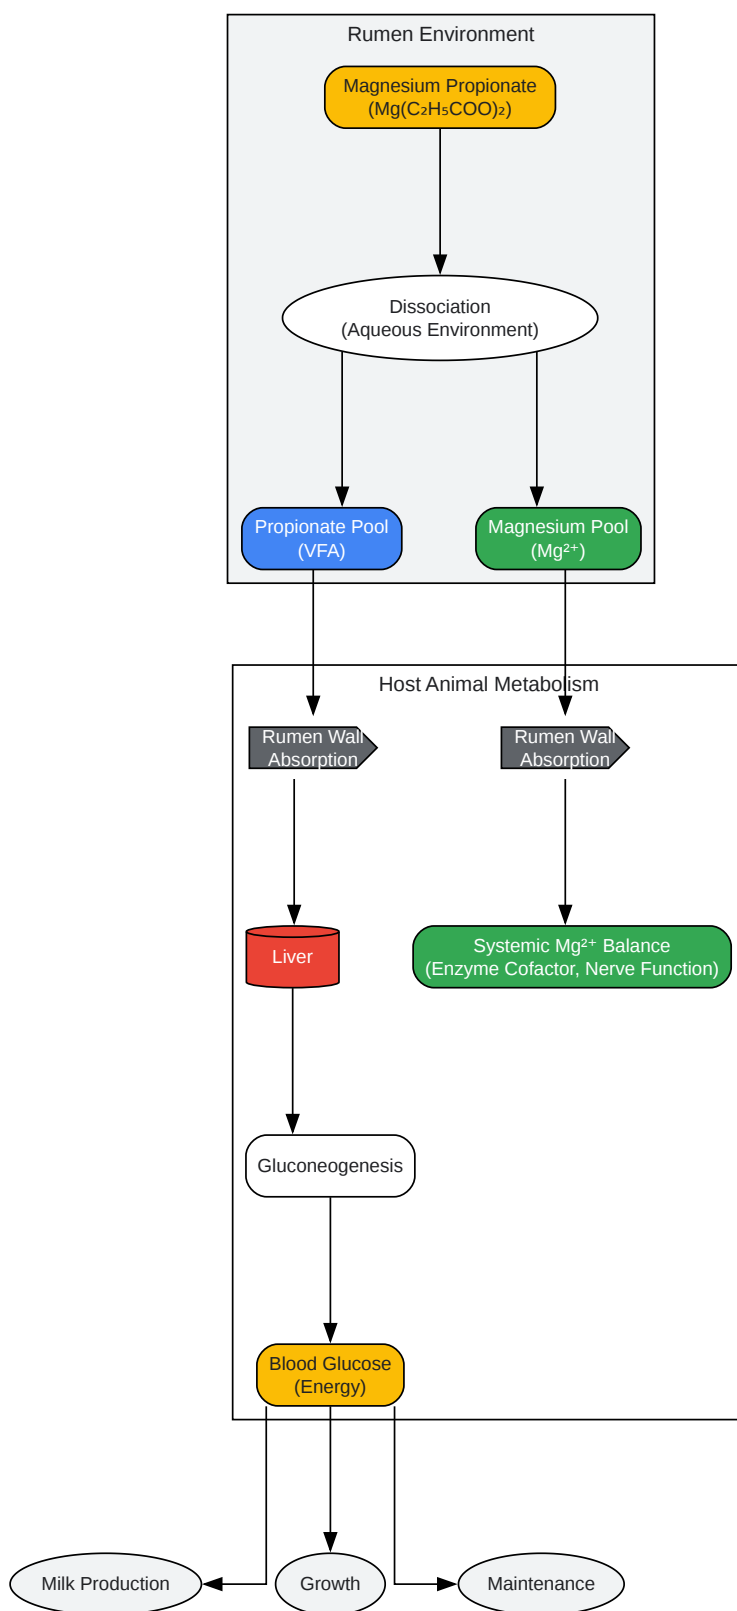 Rumen Environment
Magnesium Propionate
(Mg(C₂H₅COO)₂)
Dissociation
(Aqueous Environment)
Propionate Pool
(VFA)
Magnesium Pool
(Mg²⁺)
Host Animal Metabolism
Rumen Wall
Absorption
Rumen Wall
Absorption
Liver
Systemic Mg²⁺ Balance
(Enzyme Cofactor, Nerve Function)
Gluconeogenesis
Blood Glucose
(Energy)
Milk Production
Growth
Maintenance